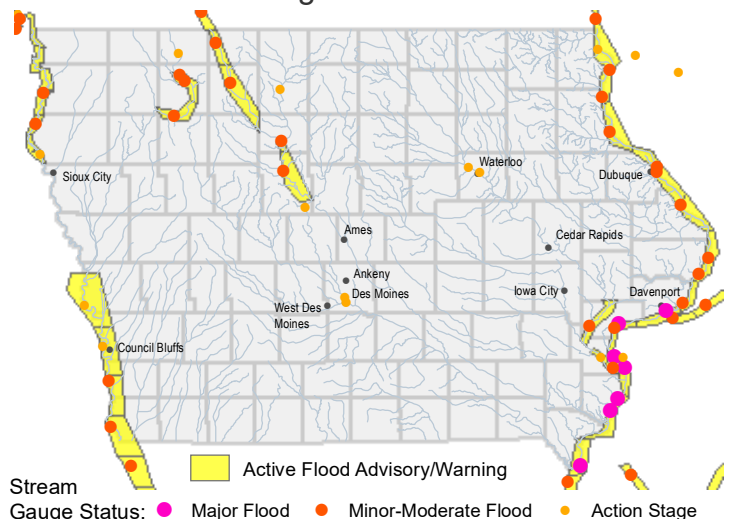 Sioux City
Waterloo
Dubuque
Ames
Cedar Rapids
Ankeny
Des Moines
West Des
Moines
Iowa City
Davenport
Council Bluffs
Active Flood Advisory/Warning
Stream
Gauge Status: Major Flood Minor-Moderate Flood Action Stage